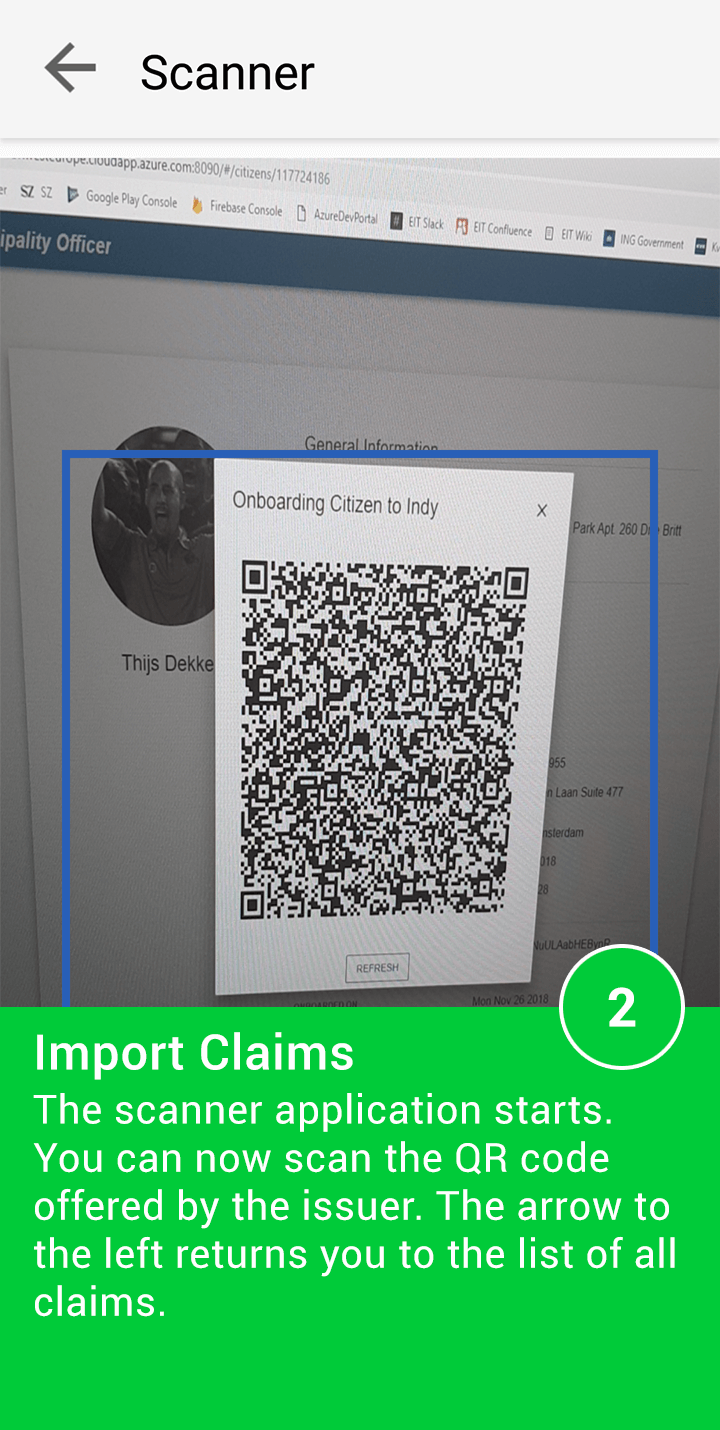 Scanner
.cloudapp.azure.com:8090/#/citizens/117724186
SZ SZ Google Play Console Firebase Console AzureDevPortal EIT Slack EIT Confluence EIT Wiki ING Government
ipality Officer
General Information
Onboarding Citizen to Indy X
Park Apt. 260 Britt
Thijs Dekke
955
n Laan Suite 477
nsterdam
018
28
REFRESH
Mon Nov 26 2018
2
Import Claims
The scanner application starts.
You can now scan the QR code
offered by the issuer. The arrow to
the left returns you to the list of all
claims.